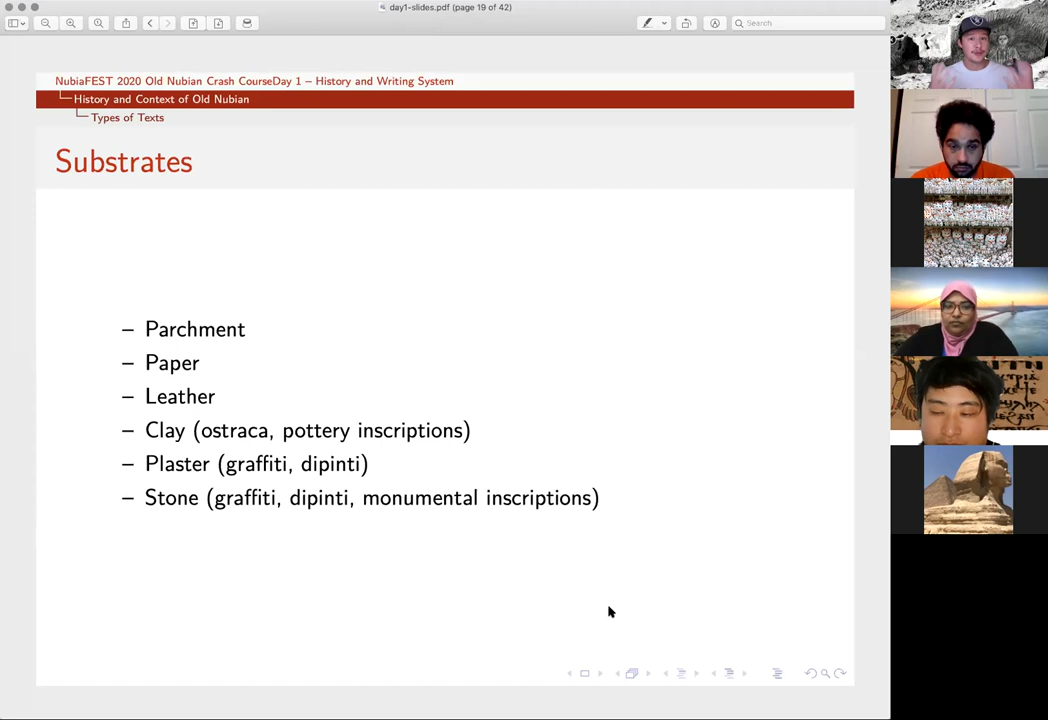 day1-slides.pdf (page 19 of 42)
Search
NubiaFEST 2020 Old Nubian Crash CourseDay 1 – History and Writing System
History and Context of Old Nubian
Types of Texts
Substrates
– Parchment
– Paper
– Leather
– Clay (ostraca, pottery inscriptions)
– Plaster (graffiti, dipinti)
– Stone (graffiti, dipinti, monumental inscriptions)